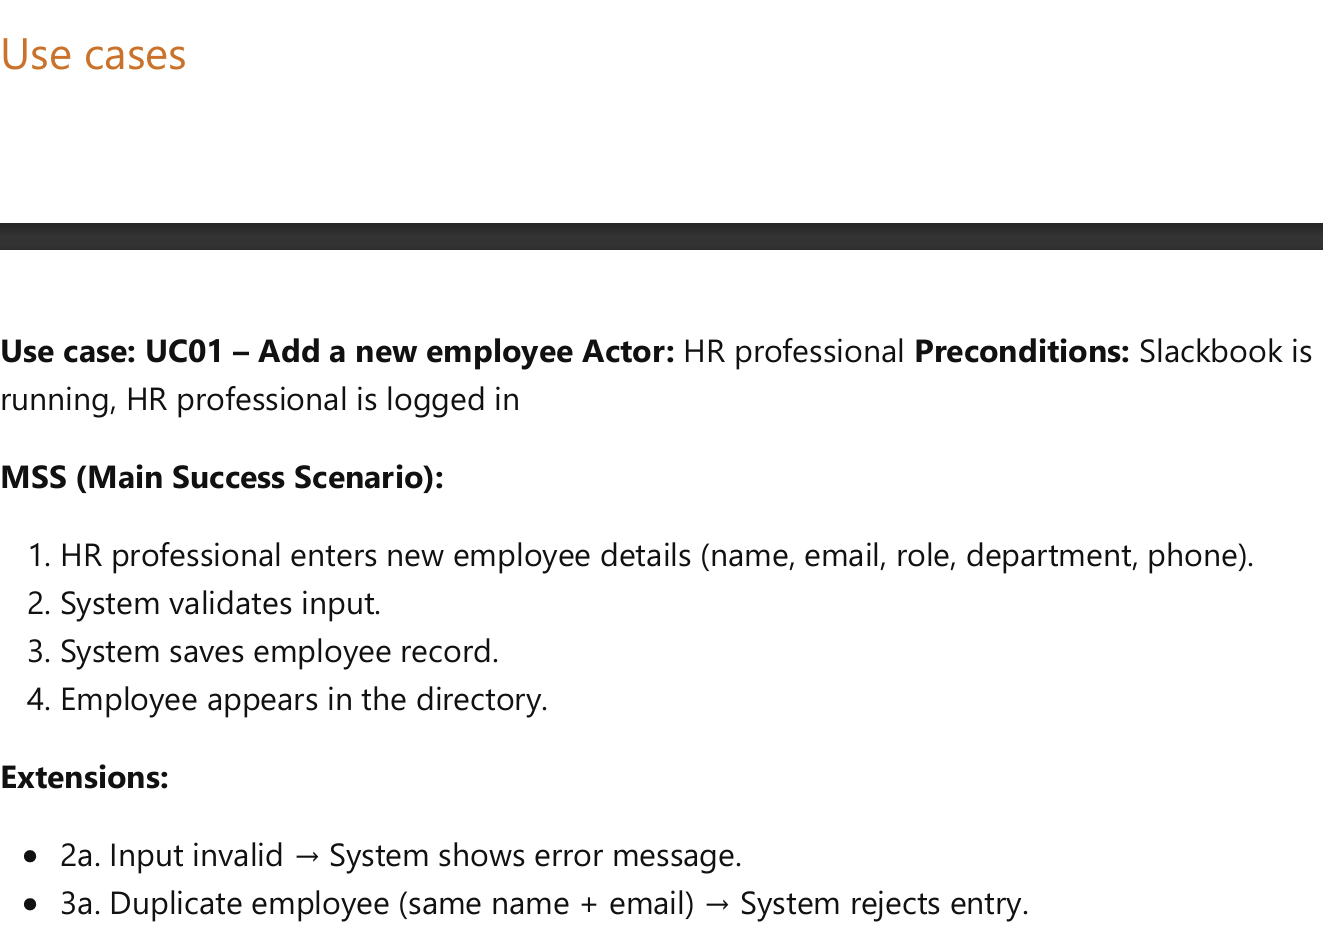 Use cases
Use case: UC01 – Add a new employee Actor: HR professional Preconditions: Slackbook is
running, HR professional is logged in
MSS (Main Success Scenario):
1. HR professional enters new employee details (name, email, role, department, phone).
2. System validates input.
3. System saves employee record.
4. Employee appears in the directory.
Extensions:
• 2a. Input invalid → System shows error message.
• 3a. Duplicate employee (same name + email) → System rejects entry.